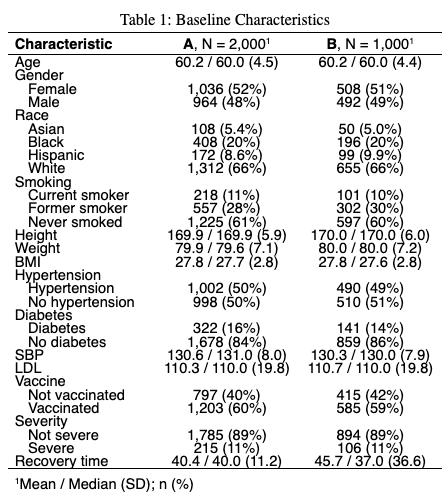 Table 1: Baseline Characteristics
Characteristic A, N = 2,000¹ B, N = 1,000¹
Age 60.2 / 60.0 (4.5) 60.2 / 60.0 (4.4)
Gender
Female 1,036 (52%) 508 (51%)
Male 964 (48%) 492 (49%)
Race
Asian 108 (5.4%) 50 (5.0%)
Black 408 (20%) 196 (20%)
Hispanic 172 (8.6%) 99 (9.9%)
White 1,312 (66%) 655 (66%)
Smoking
Current smoker 218 (11%) 101 (10%)
Former smoker 557 (28%) 302 (30%)
Never smoked 1,225 (61%) 597 (60%)
Height 169.9 / 169.9 (5.9) 170.0 / 170.0 (6.0)
Weight 79.9 / 79.6 (7.1) 80.0 / 80.0 (7.2)
BMI 27.8 / 27.7 (2.8) 27.8 / 27.6 (2.8)
Hypertension
Hypertension 1,002 (50%) 490 (49%)
No hypertension 998 (50%) 510 (51%)
Diabetes
Diabetes 322 (16%) 141 (14%)
No diabetes 1,678 (84%) 859 (86%)
SBP 130.6 / 131.0 (8.0) 130.3 / 130.0 (7.9)
LDL 110.3 / 110.0 (19.8) 110.7 / 110.0 (19.8)
Vaccine
Not vaccinated 797 (40%) 415 (42%)
Vaccinated 1,203 (60%) 585 (59%)
Severity
Not severe 1,785 (89%) 894 (89%)
Severe 215 (11%) 106 (11%)
Recovery time 40.4 / 40.0 (11.2) 45.7 / 37.0 (36.6)
¹Mean / Median (SD); n (%)